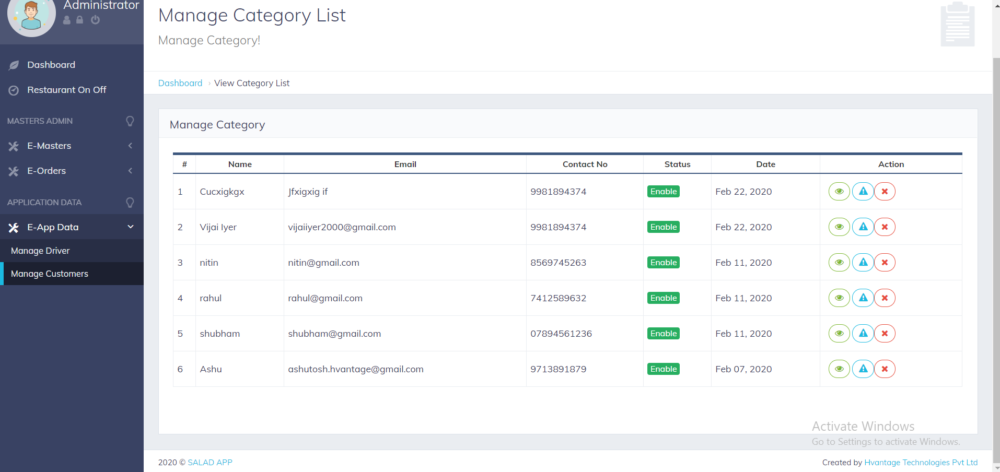 Administrator
Manage Category List
Manage Category!
Dashboard
Restaurant On Off
MASTERS ADMIN
E-Masters
E-Orders
APPLICATION DATA
E-App Data
Manage Driver
Manage Customers
Dashboard › View Category List
Manage Category
# Name Email Contact No Status Date Action
1 Cucxigkgx Jfxigxig if 9981894374 Enable Feb 22, 2020
2 Vijai Iyer vijaiiyer2000@gmail.com 9981894374 Enable Feb 22, 2020
3 nitin nitin@gmail.com 8569745263 Enable Feb 11, 2020
4 rahul rahul@gmail.com 7412589632 Enable Feb 11, 2020
5 shubham shubham@gmail.com 07894561236 Enable Feb 11, 2020
6 Ashu ashutosh.hvantage@gmail.com 9713891879 Enable Feb 07, 2020
Activate Windows
Go to Settings to activate Windows.
2020 © SALAD APP
Created by Hvantage Technologies Pvt Ltd